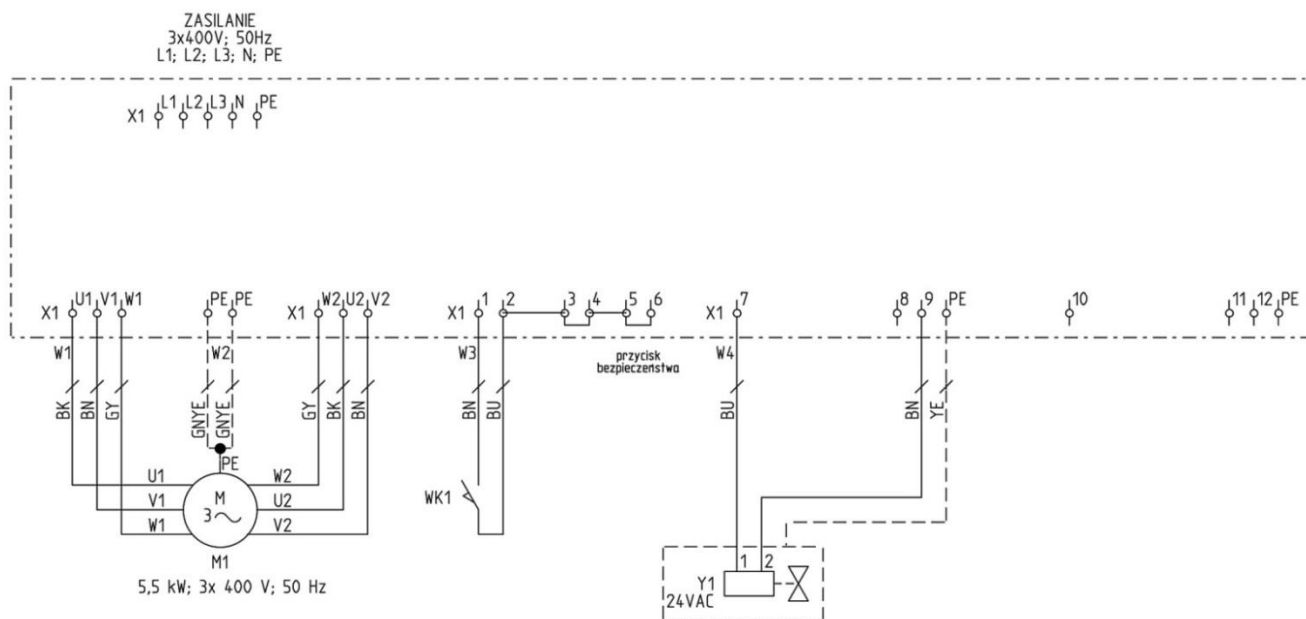 ZASILANIE
3x400V; 50Hz
L1; L2; L3; N; PE
X1 L1 L2 L3 N PE
X1 U1 V1 W1 PE PE X1 W2 U2 V2 X1 1 2 3 4 5 6 X1 7 8 9 PE 10 11 12 PE
W1 W2 W3 przycisk W4
bezpieczeństwa
BK BN GY GNYE GNYE GY BK BN BN BU BU BN YE
PE
U1 W2
V1 M U2 WK1
3
W1 V2
M1
5,5 kW; 3x 400 V; 50 Hz
1 2
Y1
24VAC